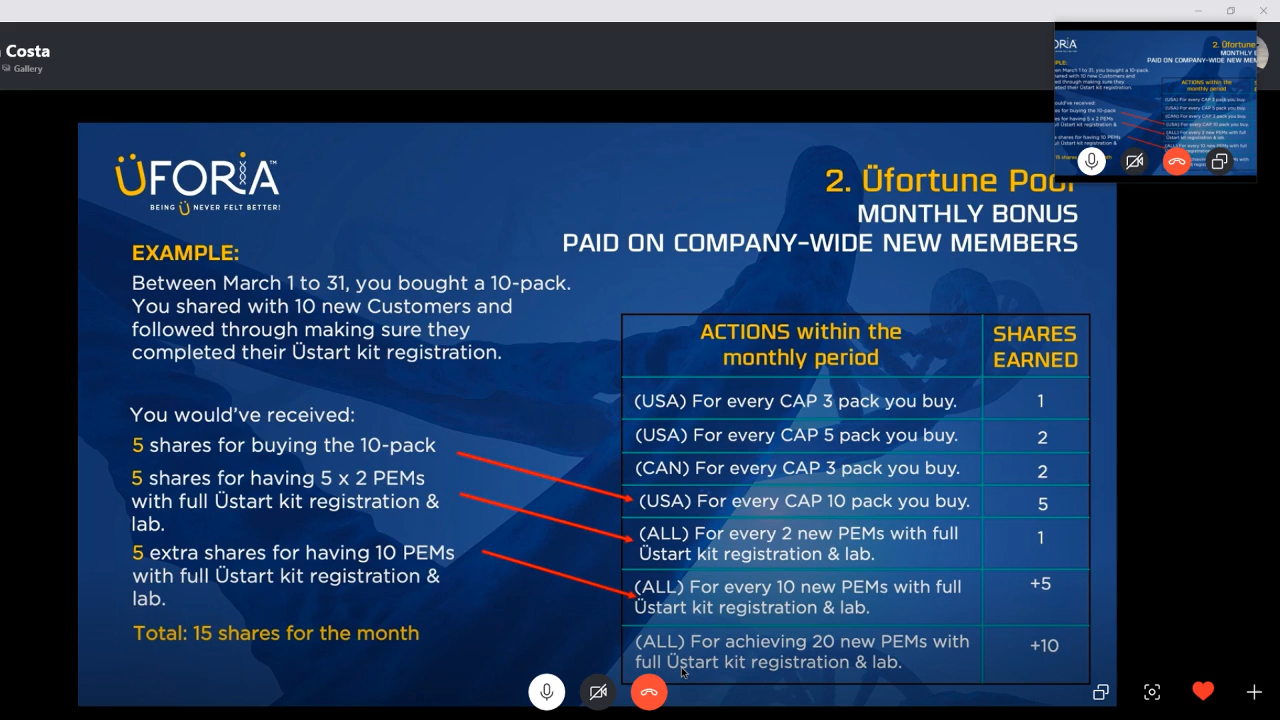 Costa
Gallery
ÜFORIA™
BEING Ü NEVER FELT BETTER!
2. Üfortune Pool
MONTHLY BONUS
PAID ON COMPANY-WIDE NEW MEMBERS
EXAMPLE:
Between March 1 to 31, you bought a 10-pack.
You shared with 10 new Customers and
followed through making sure they
completed their Üstart kit registration.
You would've received:
5 shares for buying the 10-pack
5 shares for having 5 x 2 PEMs
with full Üstart kit registration &
lab.
5 extra shares for having 10 PEMs
with full Üstart kit registration &
lab.
Total: 15 shares for the month
ACTIONS within the
monthly period
SHARES
EARNED
(USA) For every CAP 3 pack you buy. 1
(USA) For every CAP 5 pack you buy. 2
(CAN) For every CAP 3 pack you buy. 2
(USA) For every CAP 10 pack you buy. 5
(ALL) For every 2 new PEMs with full
Üstart kit registration & lab. 1
(ALL) For every 10 new PEMs with full
Üstart kit registration & lab. +5
(ALL) For achieving 20 new PEMs with
full Üstart kit registration & lab. +10